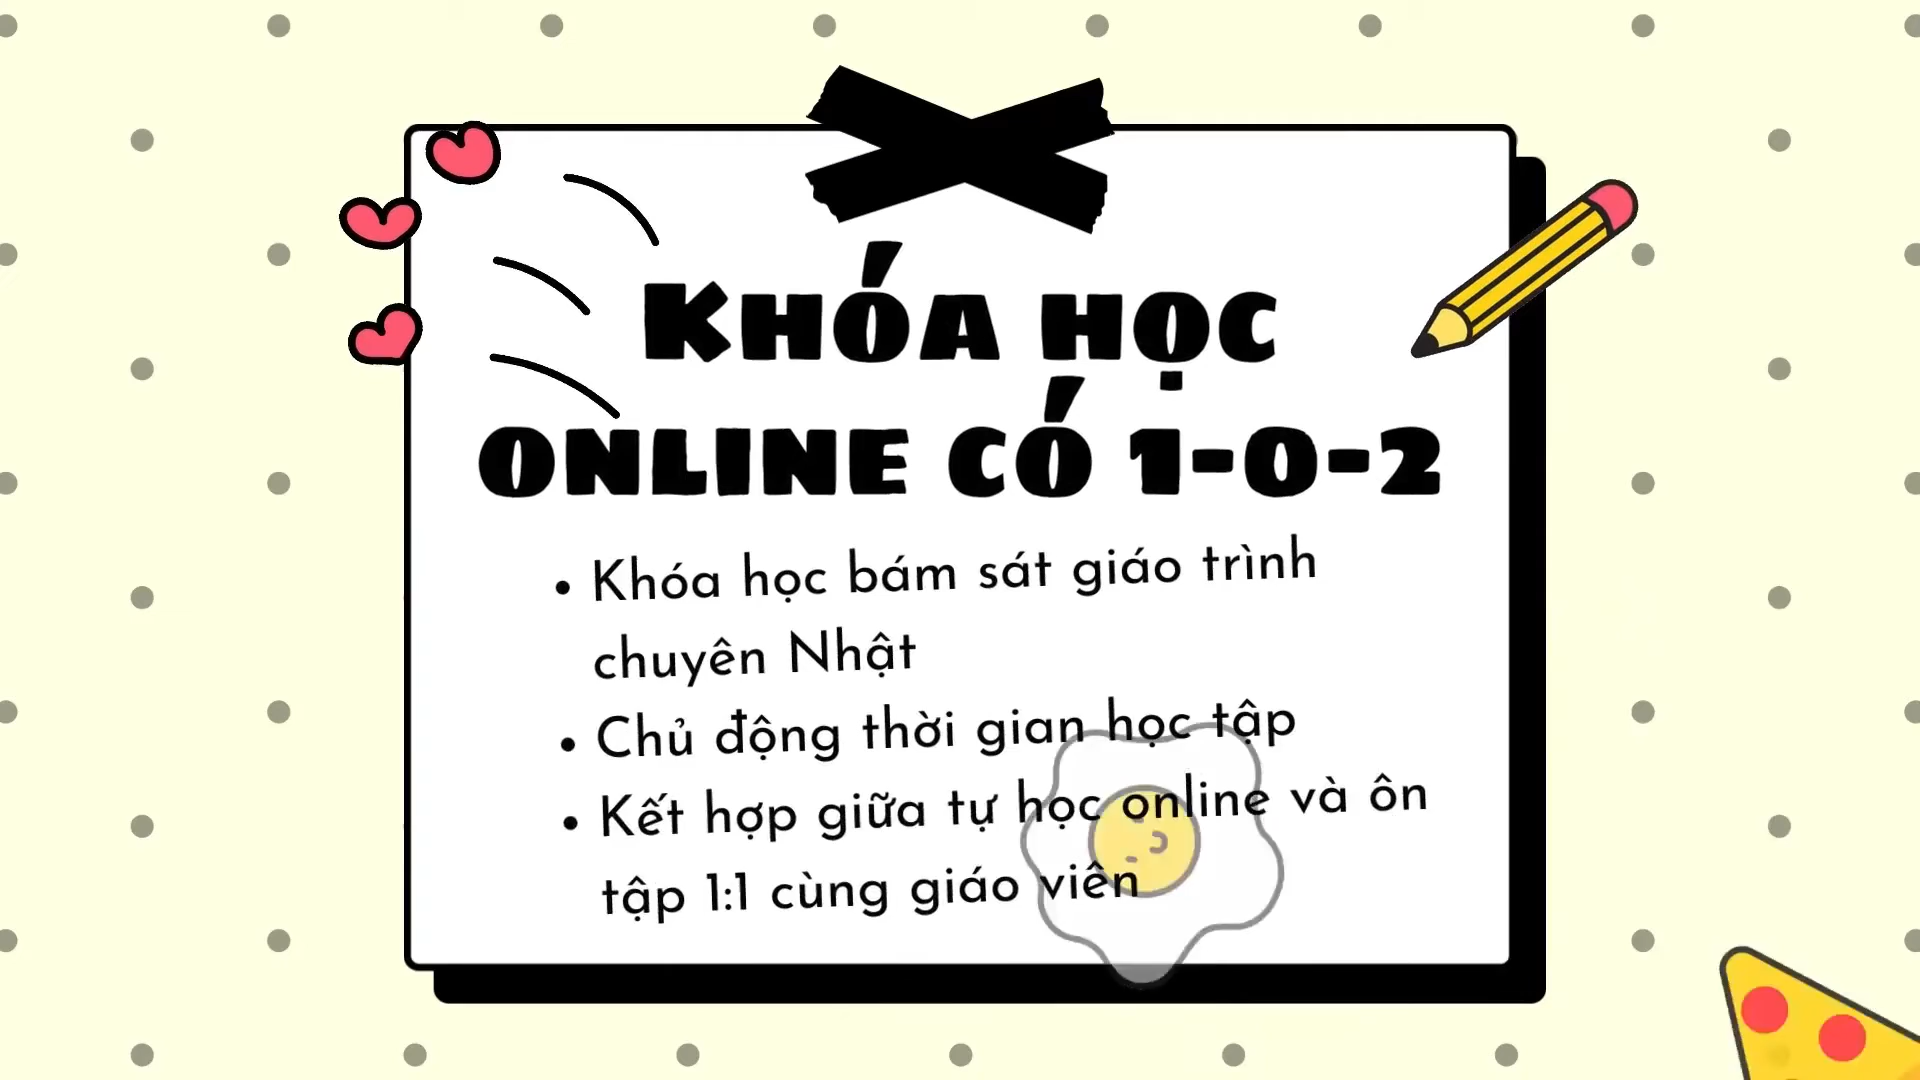 Khóa học
online có 1-0-2
• Khóa học bám sát giáo trình
chuyên Nhật
• Chủ động thời gian học tập
• Kết hợp giữa tự học online và ôn
tập 1:1 cùng giáo viên